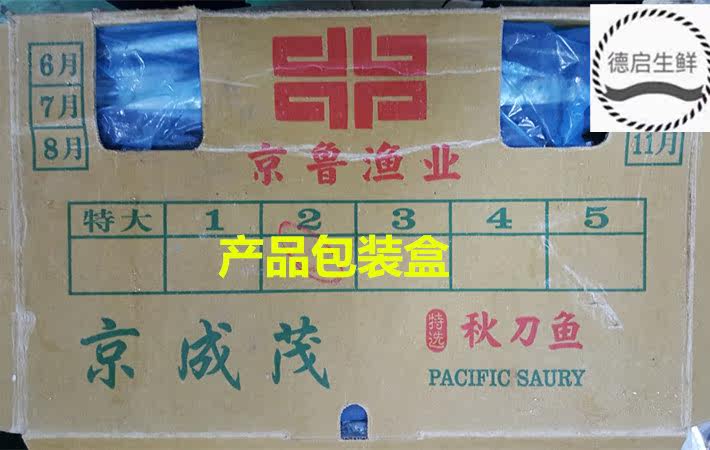 德启生鲜
6月
7月
8月
11月
京鲁渔业
特大 1 2 3 4 5
产品包装盒
京成茂
特选 秋刀鱼
PACIFIC SAURY